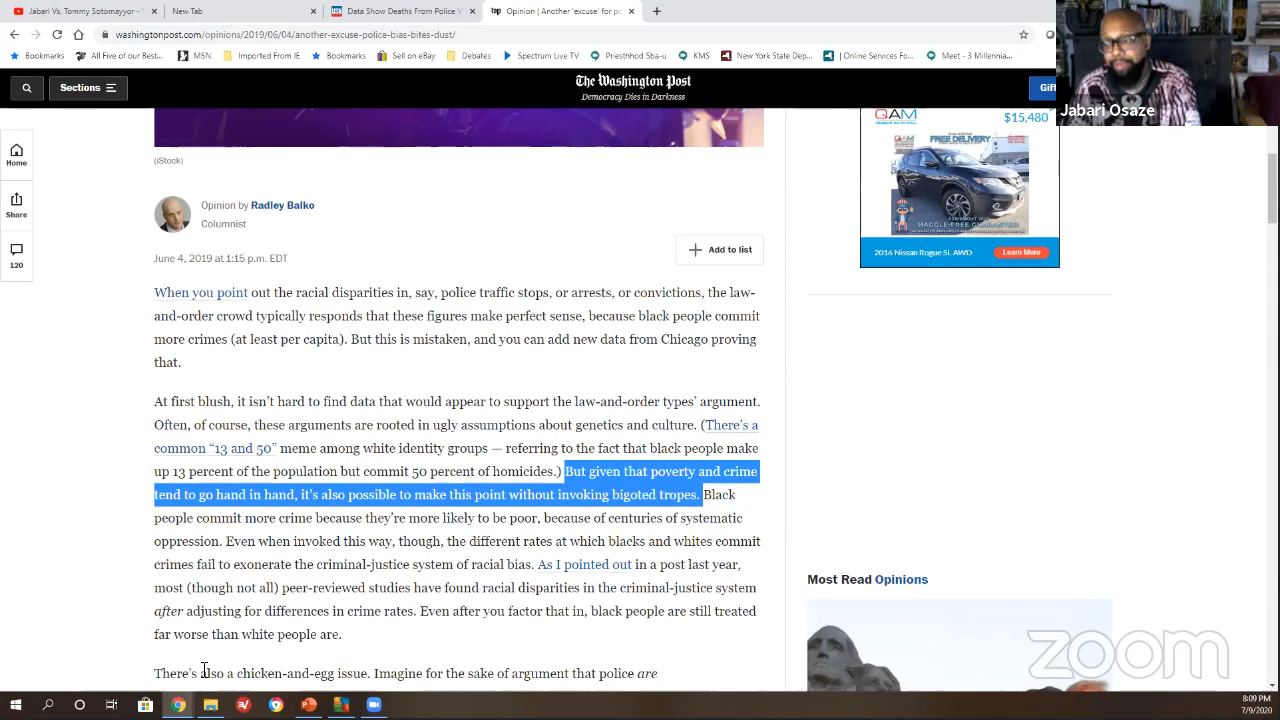 Jabari Vs. Tommy Sotomayor -
New Tab
Data Show Deaths From Police V
Opinion | Another 'excuse' for po
washingtonpost.com/opinions/2019/06/04/another-excuse-police-bias-bites-dust/
Bookmarks
All Five of our Best...
MSN
Imported From IE
Bookmarks
Sell on eBay
Debates
Spectrum Live TV
Priesthhod Sba-u
KMS
New York State Dep...
| Online Services Fo...
Meet - 3 Millennia...
Sections
The Washington Post
Democracy Dies in Darkness
Gift
Jabari Osaze
Home
Share
120
(iStock)
QAM
$15,480
QAM
FREE DELIVERY
HAGGLE-FREE
2016 Nissan Rogue SL AWD
Learn More
Opinion by Radley Balko
Columnist
Add to list
June 4, 2019 at 1:15 p.m. EDT
When you point out the racial disparities in, say, police traffic stops, or arrests, or convictions, the law-
and-order crowd typically responds that these figures make perfect sense, because black people commit
more crimes (at least per capita). But this is mistaken, and you can add new data from Chicago proving
that.
At first blush, it isn't hard to find data that would appear to support the law-and-order types' argument.
Often, of course, these arguments are rooted in ugly assumptions about genetics and culture. (There's a
common "13 and 50" meme among white identity groups — referring to the fact that black people make
up 13 percent of the population but commit 50 percent of homicides.) But given that poverty and crime
tend to go hand in hand, it's also possible to make this point without invoking bigoted tropes. Black
people commit more crime because they're more likely to be poor, because of centuries of systematic
oppression. Even when invoked this way, though, the different rates at which blacks and whites commit
crimes fail to exonerate the criminal-justice system of racial bias. As I pointed out in a post last year,
most (though not all) peer-reviewed studies have found racial disparities in the criminal-justice system
after adjusting for differences in crime rates. Even after you factor that in, black people are still treated
far worse than white people are.
There's also a chicken-and-egg issue. Imagine for the sake of argument that police are
Most Read Opinions
zoom
8:09 PM
7/9/2020